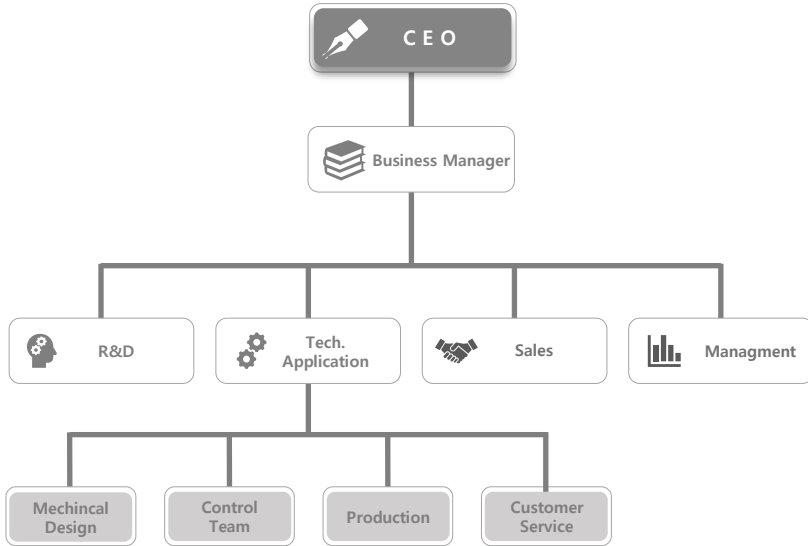 CEO
Business Manager
R&D
Tech.
Application
Sales
Managment
Mechincal
Design
Control
Team
Production
Customer
Service